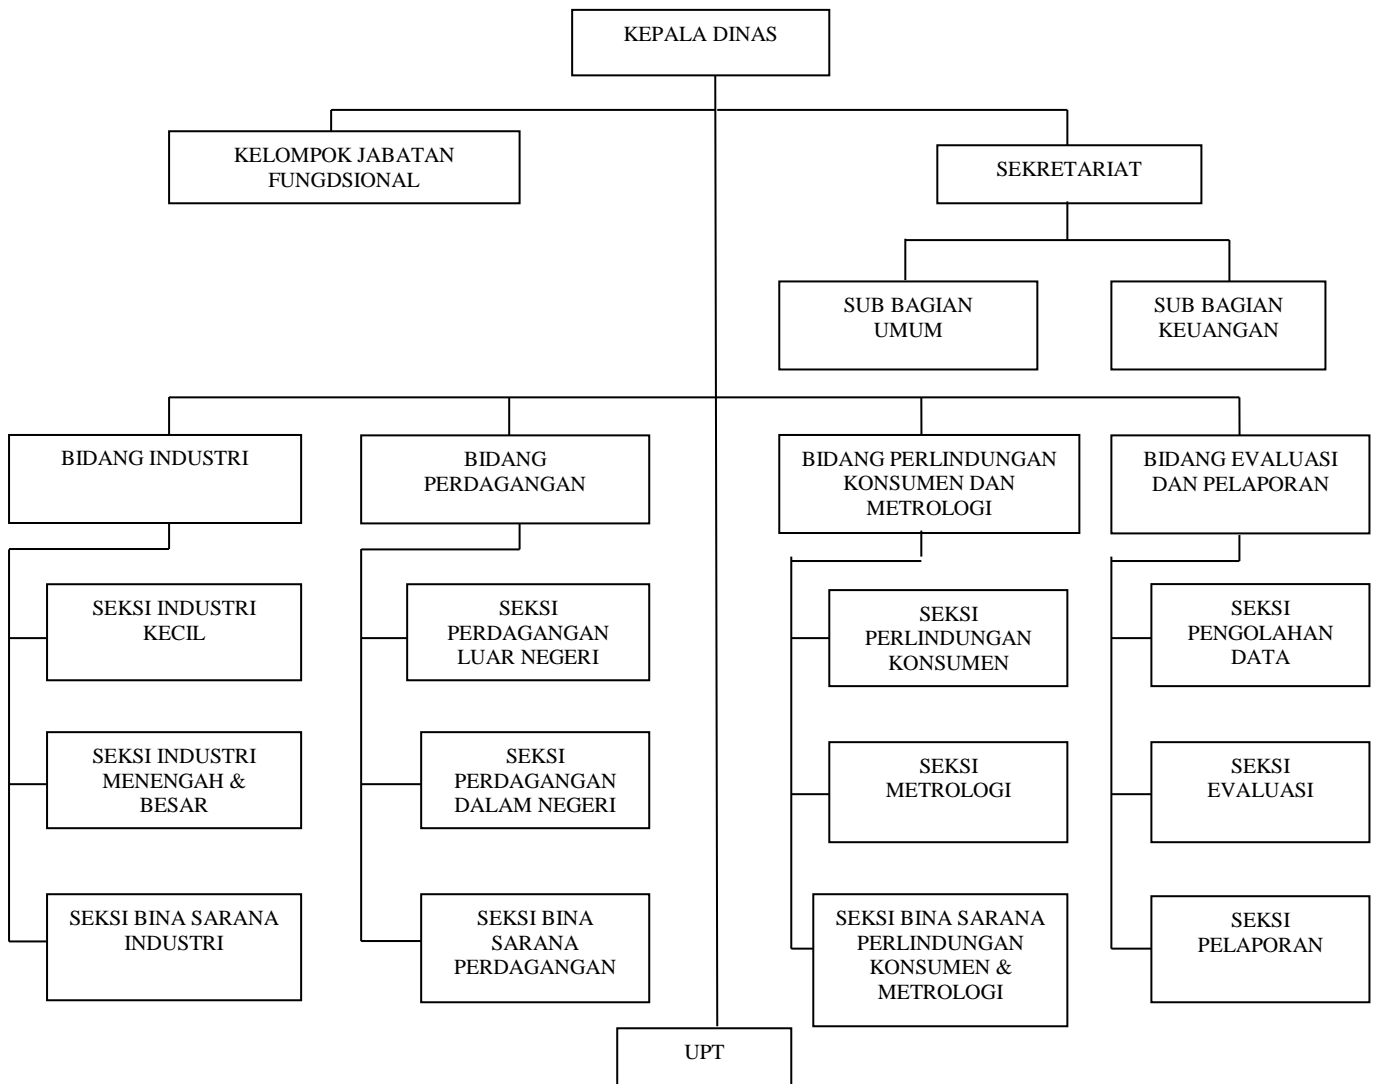 KEPALA DINAS
KELOMPOK JABATAN
FUNGDSIONAL
SEKRETARIAT
SUB BAGIAN
UMUM
SUB BAGIAN
KEUANGAN
BIDANG INDUSTRI
BIDANG
PERDAGANGAN
BIDANG PERLINDUNGAN
KONSUMEN DAN
METROLOGI
BIDANG EVALUASI
DAN PELAPORAN
SEKSI INDUSTRI
KECIL
SEKSI
PERDAGANGAN
LUAR NEGERI
SEKSI
PERLINDUNGAN
KONSUMEN
SEKSI
PENGOLAHAN
DATA
SEKSI INDUSTRI
MENENGAH &
BESAR
SEKSI
PERDAGANGAN
DALAM NEGERI
SEKSI
METROLOGI
SEKSI
EVALUASI
SEKSI BINA SARANA
INDUSTRI
SEKSI BINA
SARANA
PERDAGANGAN
SEKSI BINA SARANA
PERLINDUNGAN
KONSUMEN &
METROLOGI
SEKSI
PELAPORAN
UPT